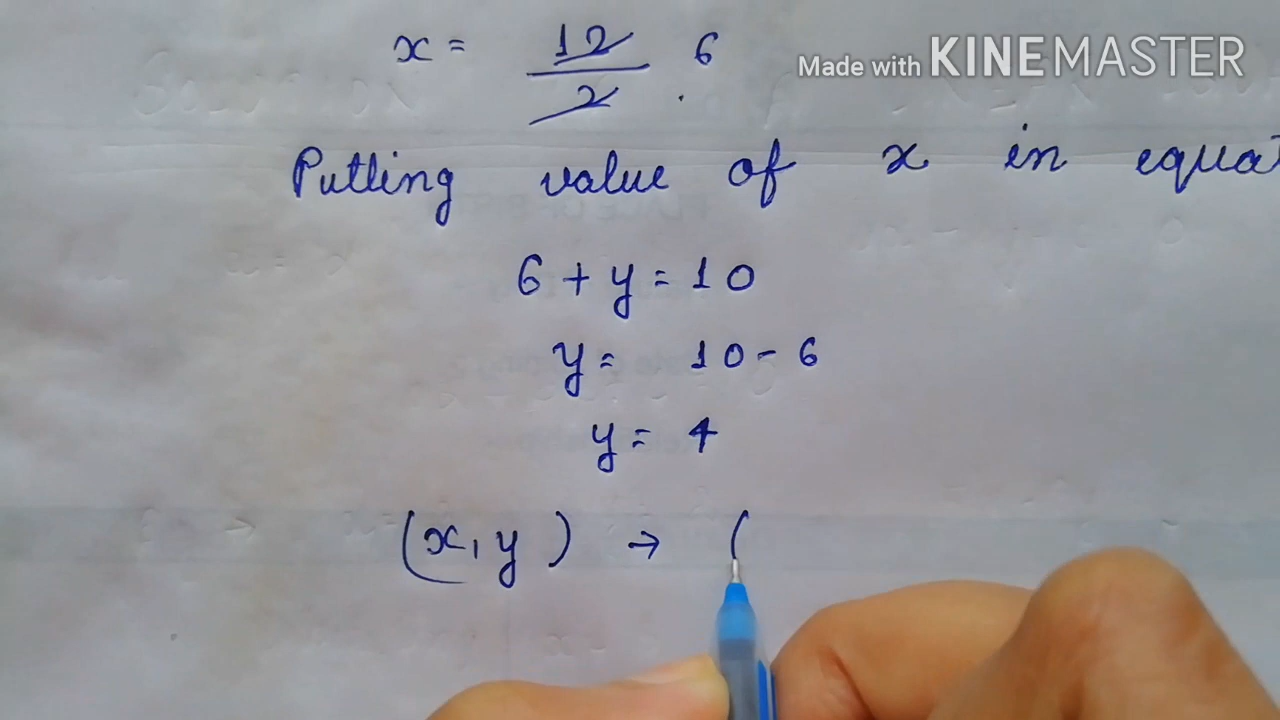 x = 12/2 6
Made with KINEMASTER
Putting value of x in equat
6 + y = 10
y = 10 - 6
y = 4
(x, y) → (